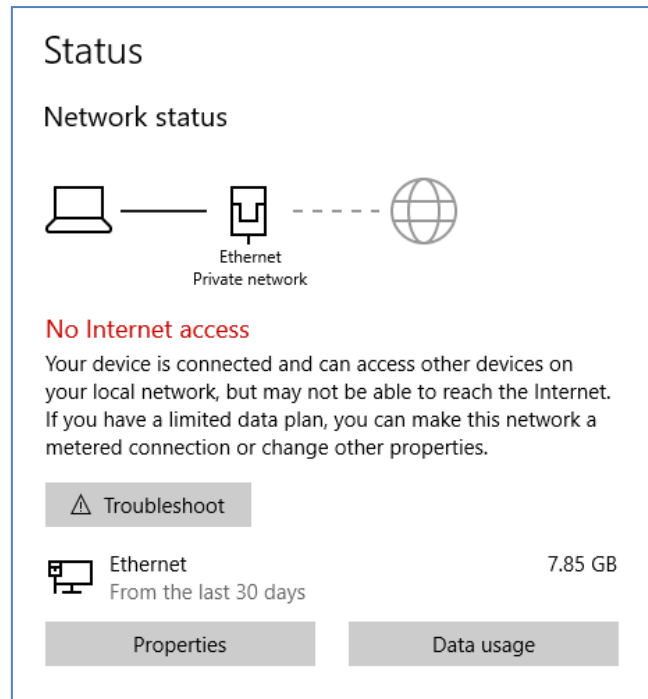 Status
Network status
Ethernet
Private network
No Internet access
Your device is connected and can access other devices on
your local network, but may not be able to reach the Internet.
If you have a limited data plan, you can make this network a
metered connection or change other properties.
Troubleshoot
Ethernet 7.85 GB
From the last 30 days
Properties Data usage